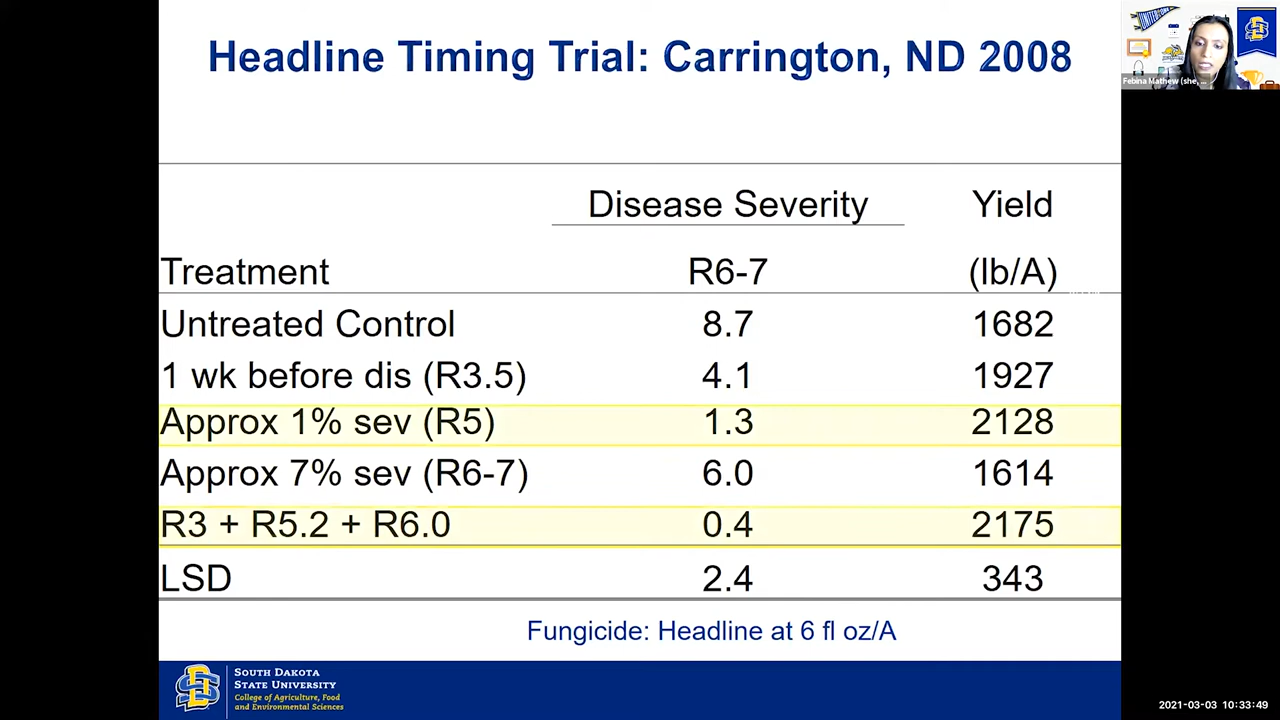 Headline Timing Trial: Carrington, ND 2008
Febina Mathew (she, ...
Disease Severity Yield
Treatment R6-7 (lb/A)
Untreated Control 8.7 1682
1 wk before dis (R3.5) 4.1 1927
Approx 1% sev (R5) 1.3 2128
Approx 7% sev (R6-7) 6.0 1614
R3 + R5.2 + R6.0 0.4 2175
LSD 2.4 343
Fungicide: Headline at 6 fl oz/A
SOUTH DAKOTA
STATE UNIVERSITY
College of Agriculture, Food
and Environmental Sciences
2021-03-03 10:33:49